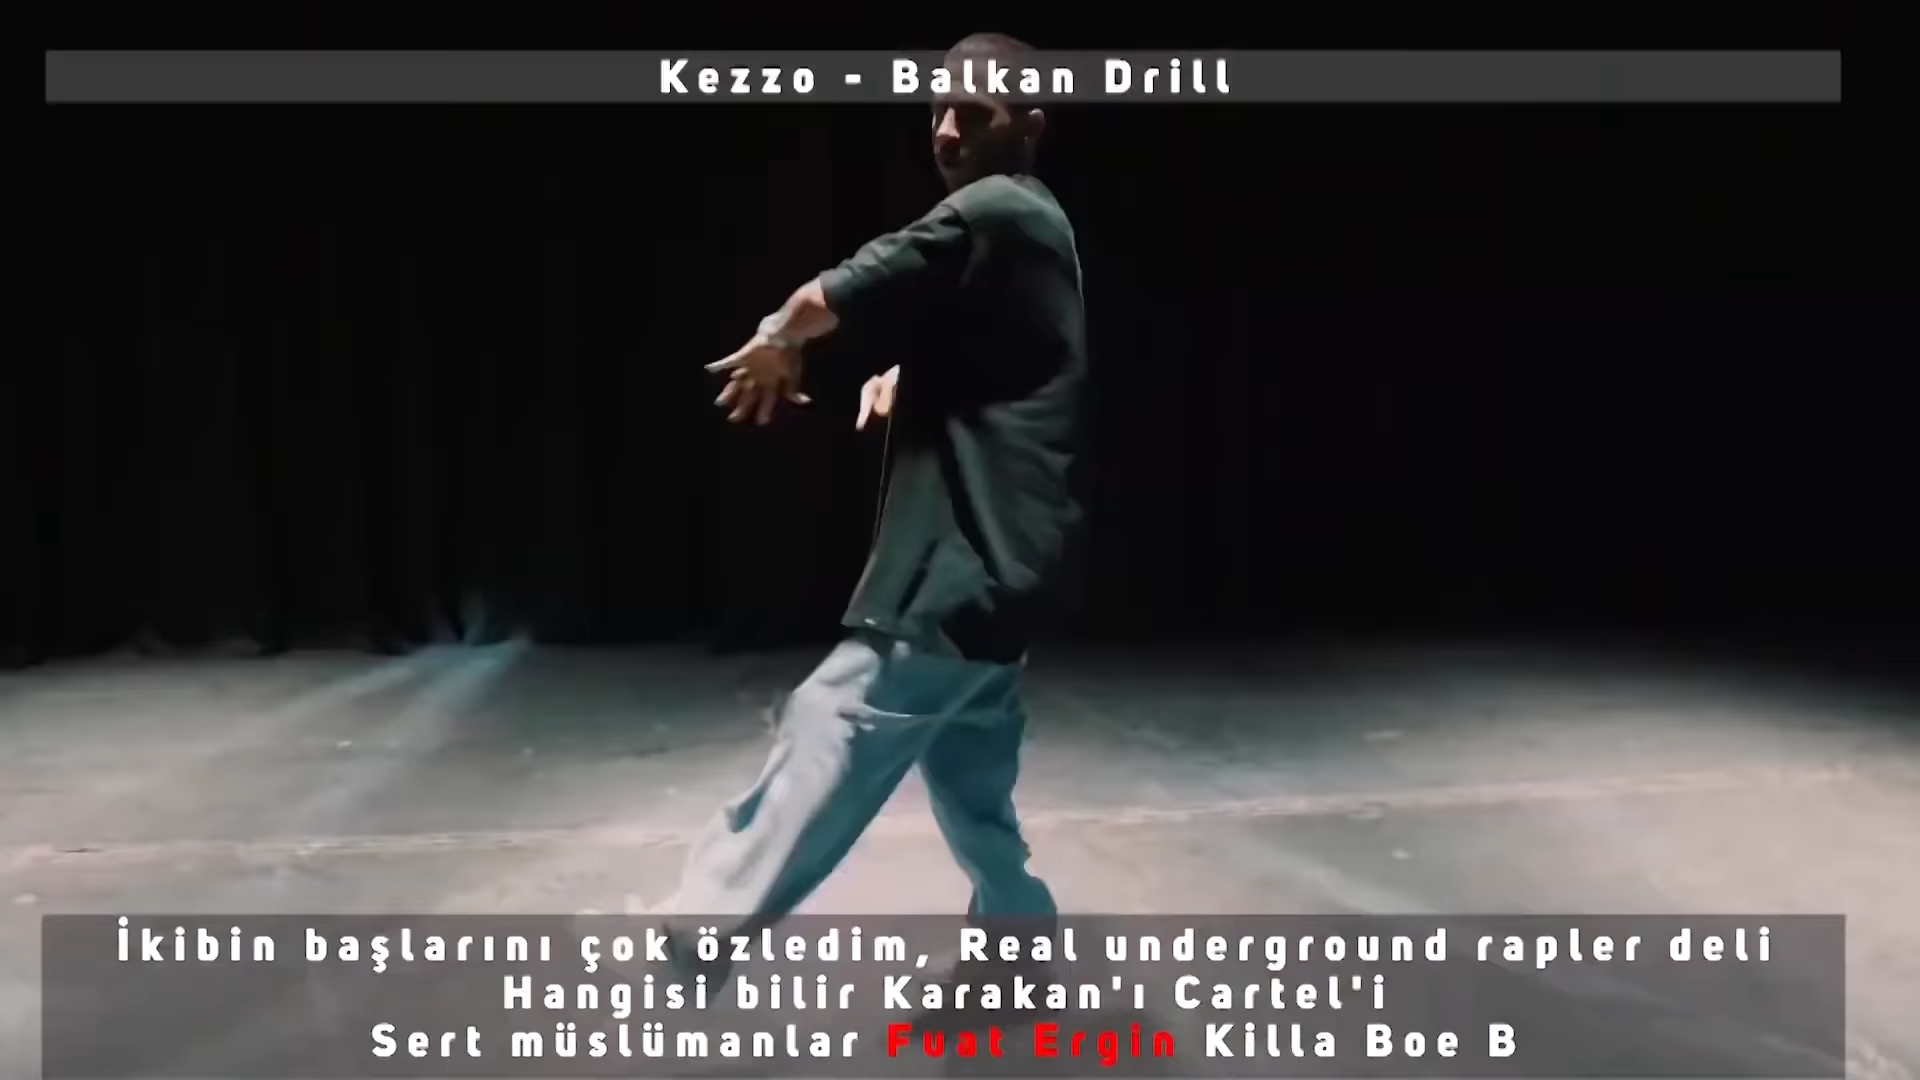 Kezzo - Balkan Drill
İkibin başlarını çok özledim, Real underground rapler deli
Hangisi bilir Karakan'ı Cartel'i
Sert müslümanlar Fuat Ergin Killa Boe B